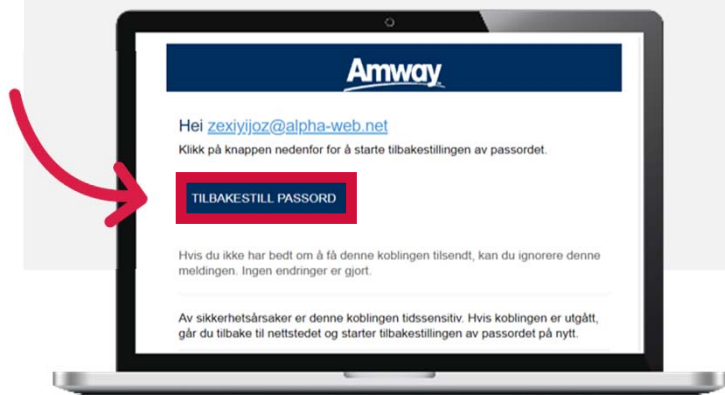 Amway
Hei zexiyijoz@alpha-web.net
Klikk på knappen nedenfor for å starte tilbakestillingen av passordet.
TILBAKESTILL PASSORD
Hvis du ikke har bedt om å få denne koblingen tilsendt, kan du ignorere denne
meldingen. Ingen endringer er gjort.
Av sikkerhetsårsaker er denne koblingen tidssensitiv. Hvis koblingen er utgått,
går du tilbake til nettstedet og starter tilbakestillingen av passordet på nytt.